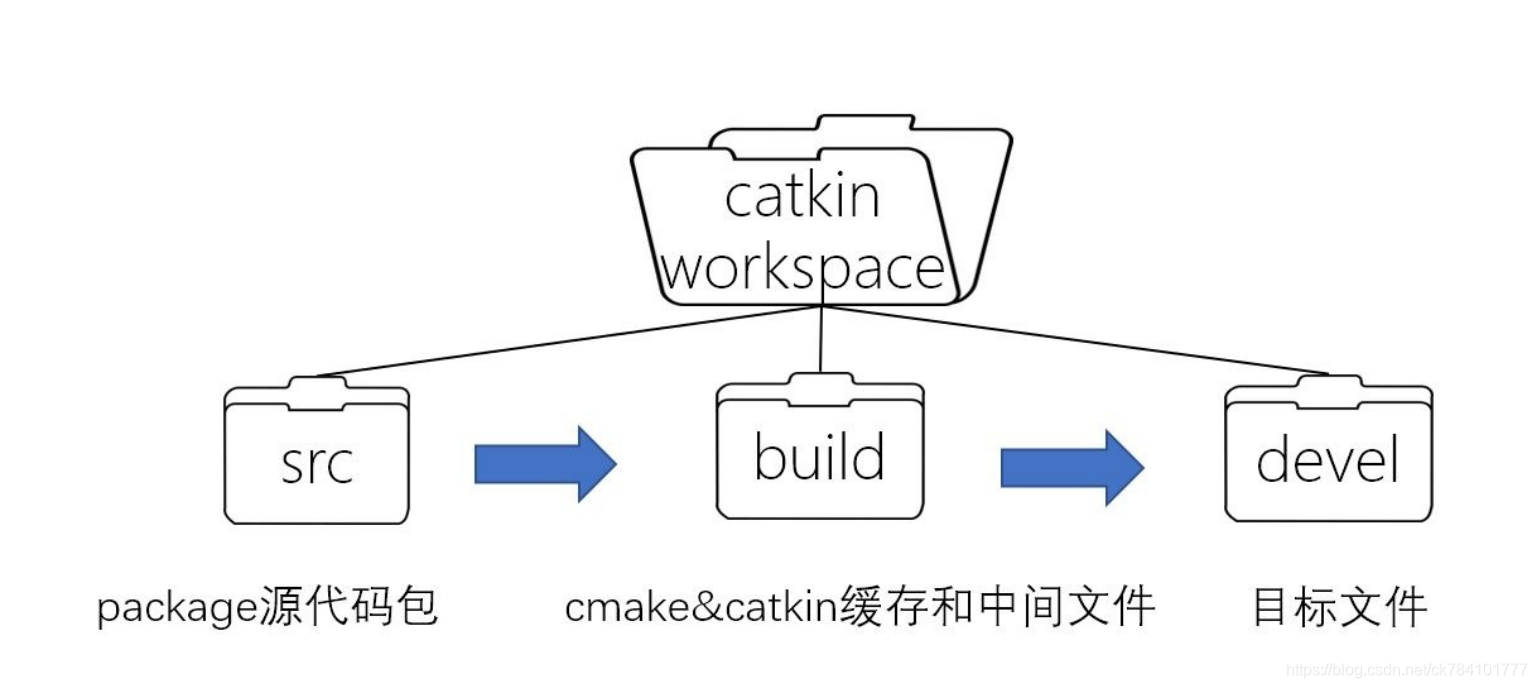 catkin
workspace
src
build
devel
package源代码包
cmake&catkin缓存和中间文件
目标文件
https://blog.csdn.net/ck784101777